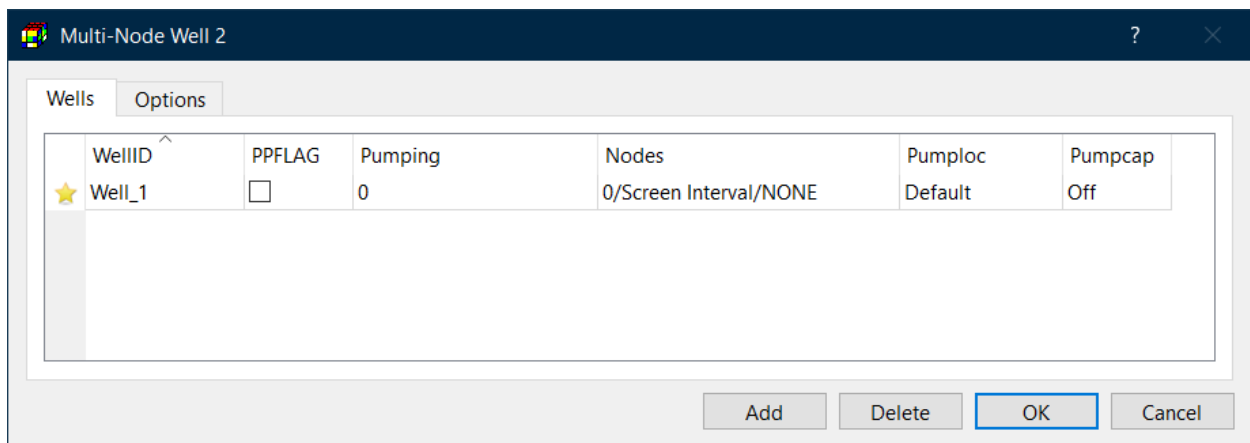 Multi-Node Well 2 ?
Wells Options
WellID PPFLAG Pumping Nodes Pumploc Pumpcap
Well_1 0 0/Screen Interval/NONE Default Off
Add Delete OK Cancel